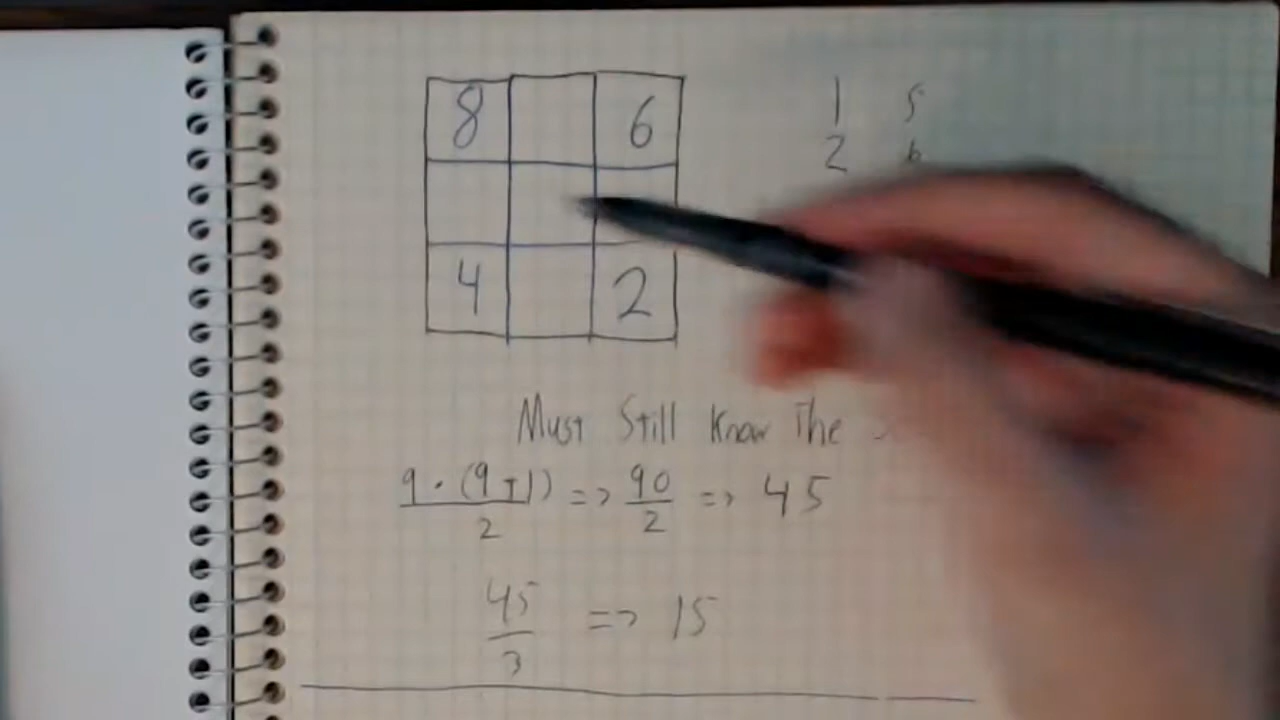 8 6
4 2
1 5
2 6
Must Still Know The
9 · (9+1) => 90 => 45
2 2
45 => 15
3